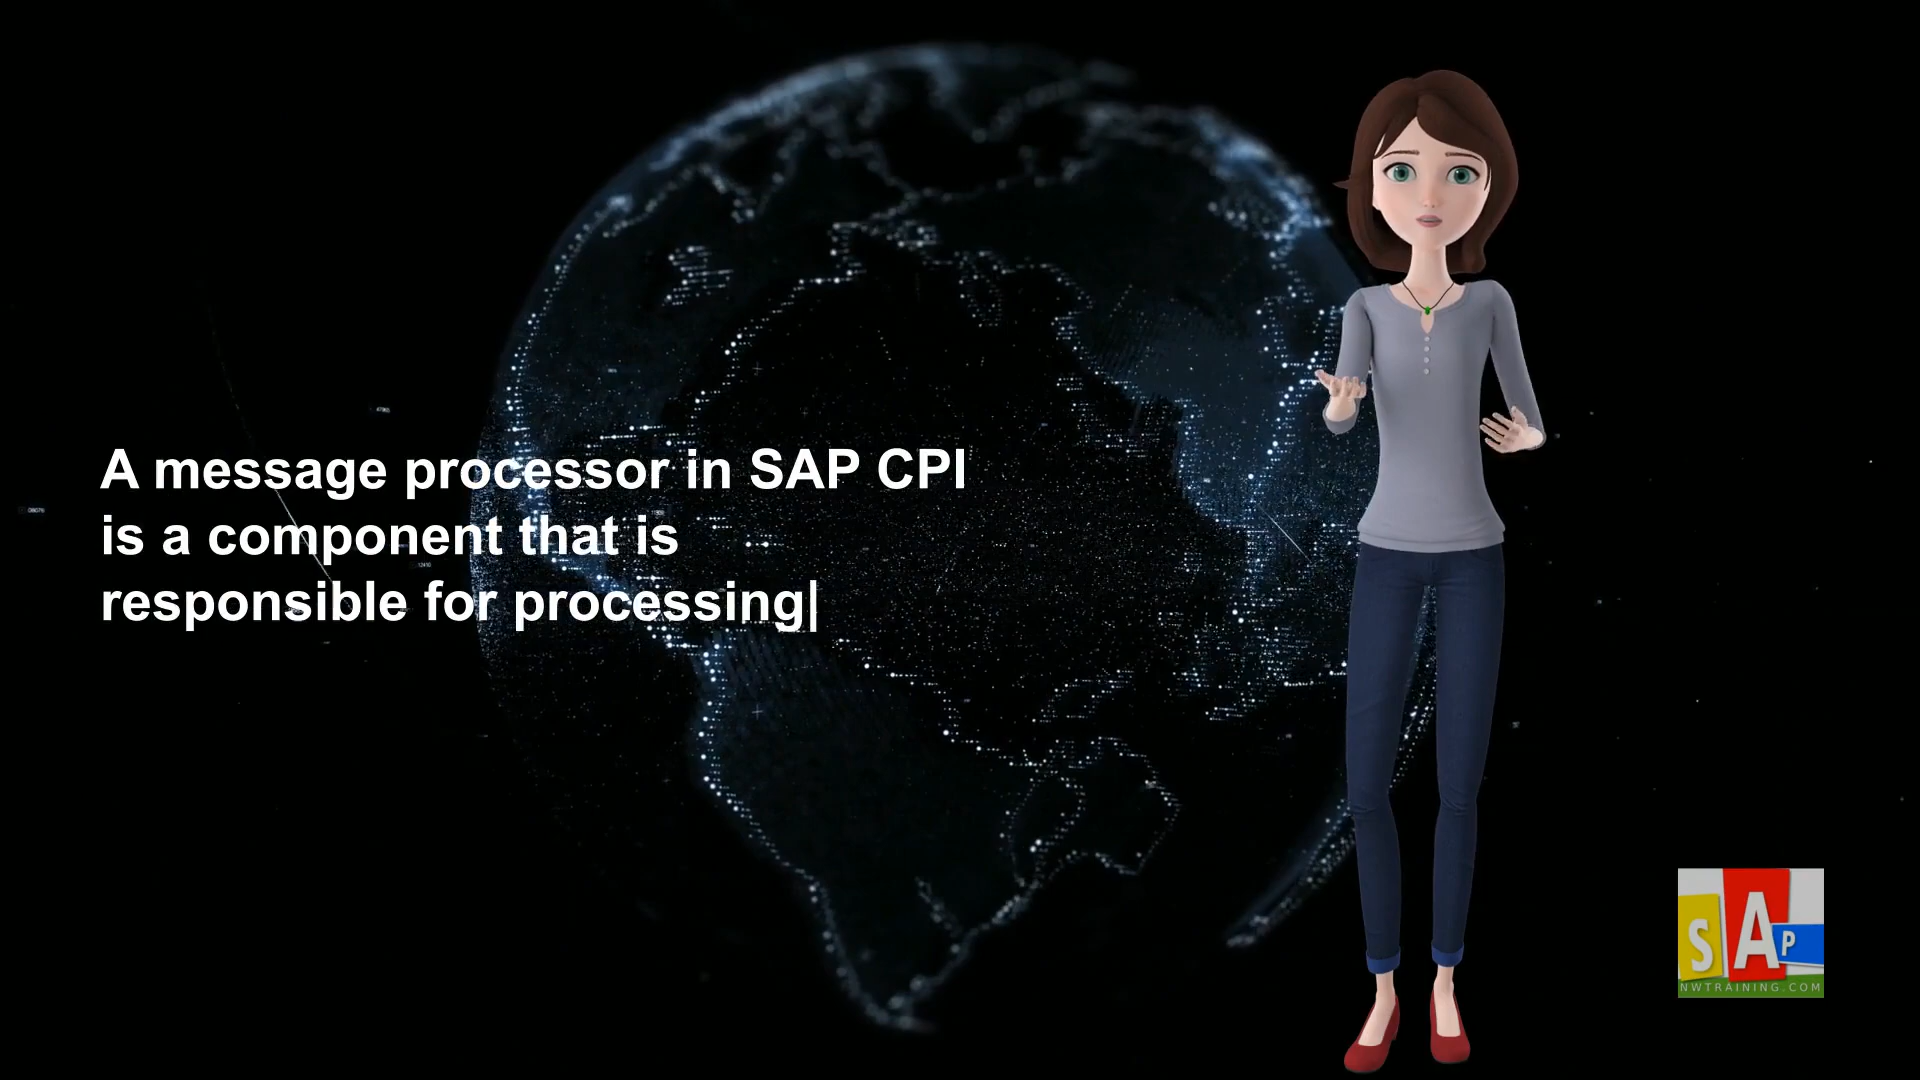 A message processor in SAP CPI
is a component that is
responsible for processing|
SAP
NWTRAINING.COM